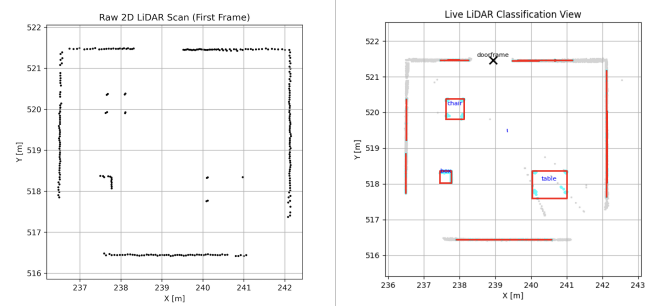 Raw 2D LiDAR Scan (First Frame)
522
521
520
519
518
517
516
Y [m]
237
238
239
240
241
242
X [m]
Live LiDAR Classification View
522
521
520
519
518
517
516
Y [m]
doorframe
chair
box
table
236
237
238
239
240
241
242
243
X [m]